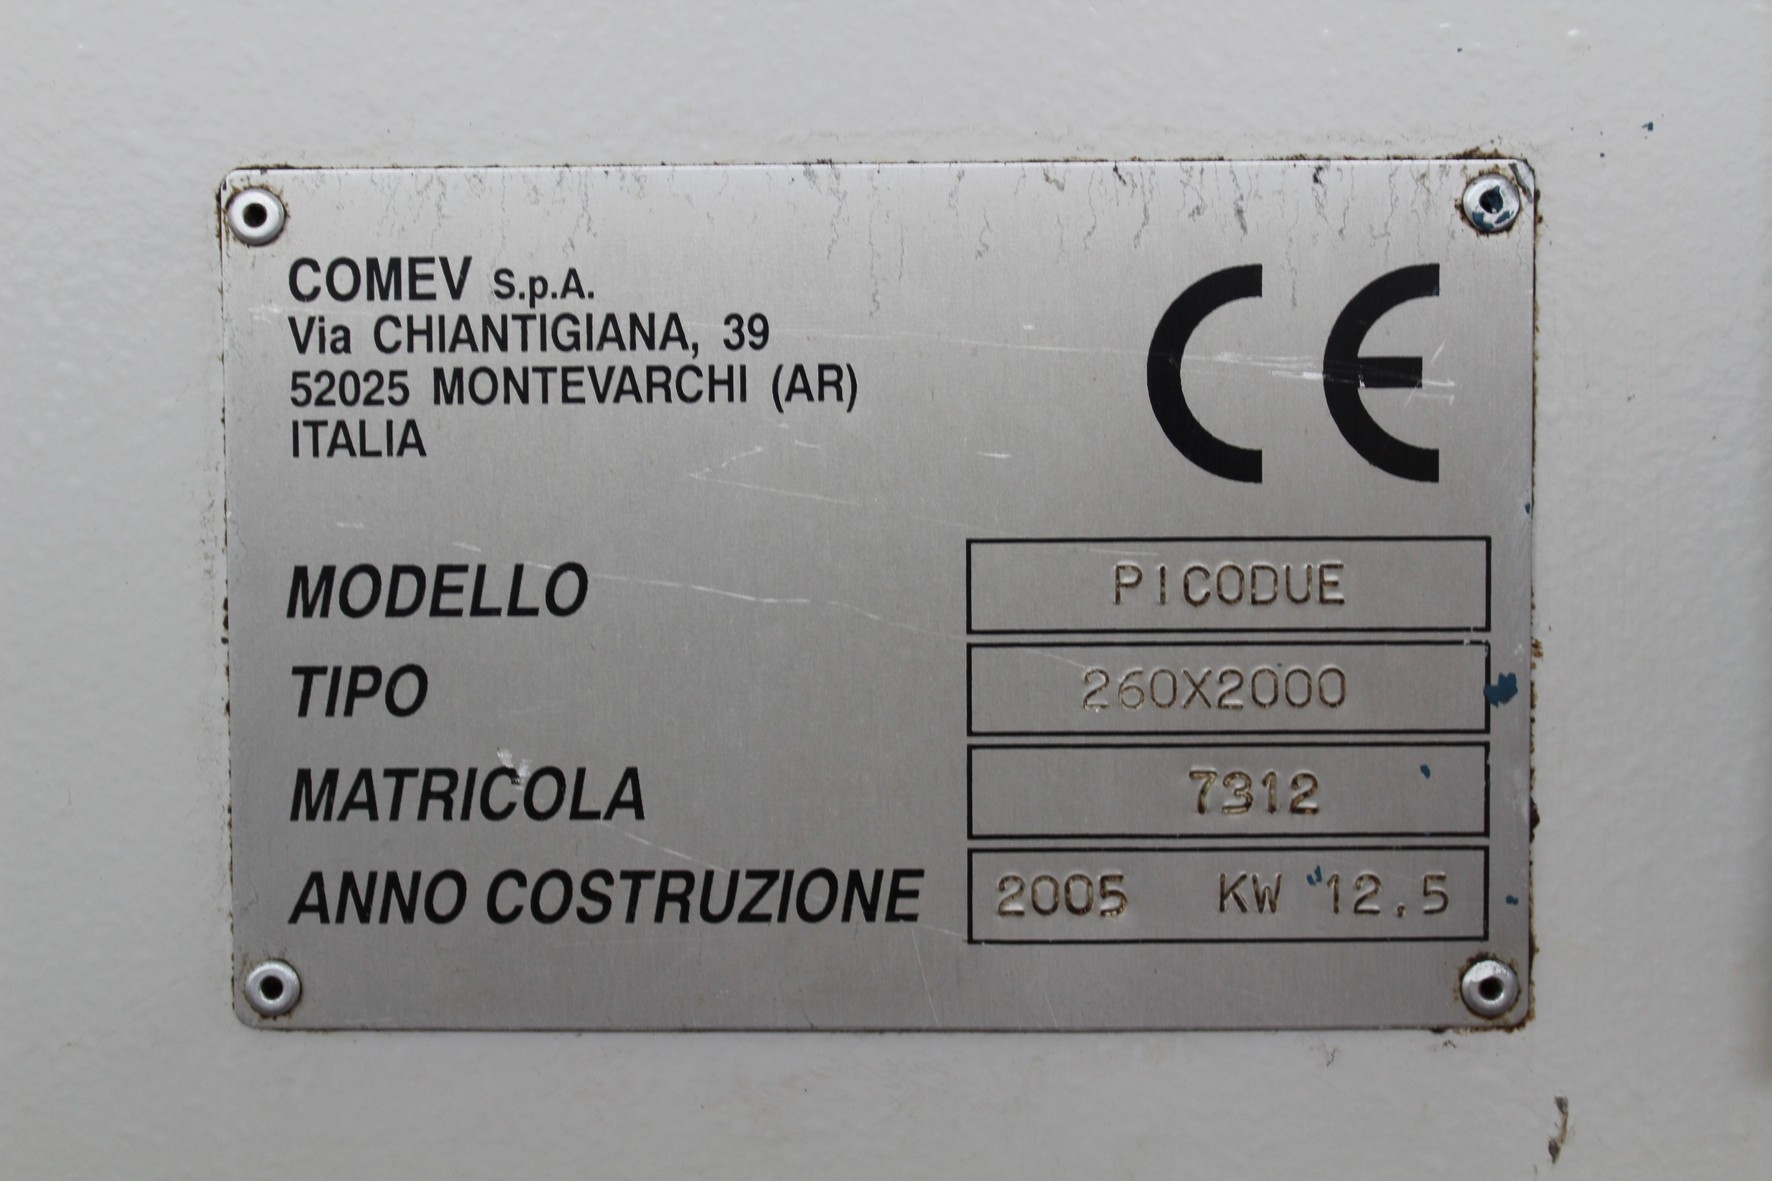 COMEV S.p.A.
Via CHIANTIGIANA, 39
52025 MONTEVARCHI (AR)
ITALIA
CE
MODELLO PICODUE
TIPO 260X2000
MATRICOLA 7312
ANNO COSTRUZIONE 2005 KW 12,5